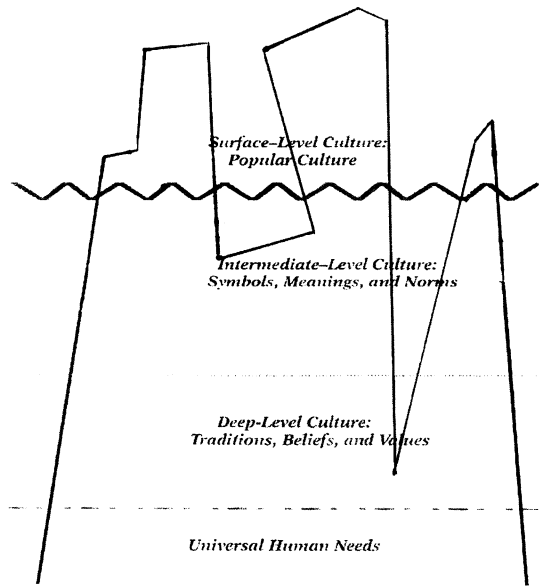 Surface–Level Culture:
Popular Culture
Intermediate–Level Culture:
Symbols, Meanings, and Norms
Deep-Level Culture:
Traditions, Beliefs, and Values
Universal Human Needs